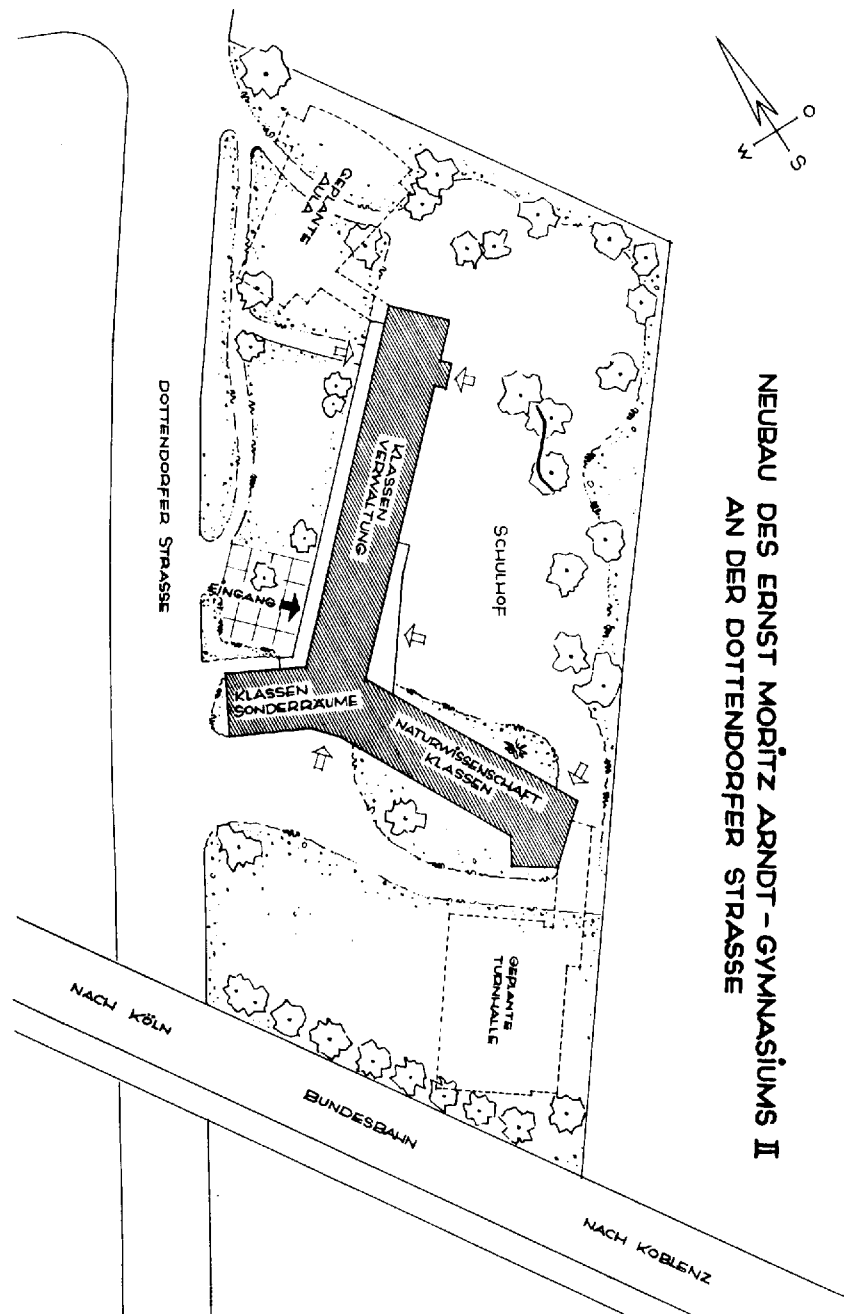 NEUBAU DES ERNST MORITZ ARNDT - GYMNASIUMS II
AN DER DOTTENDORFER STRASSE
O
S
W
GEPLANTE
AULA
KLASSEN
VERWALTUNG
SCHULHOF
DOTTENDORFER STRASSE
EINGANG
KLASSEN
SONDERRÄUME
NATURWISSENSCHAFT
KLASSEN
GEPLANTE
TURNHALLE
NACH KÖLN
BUNDESBAHN
NACH KOBLENZ